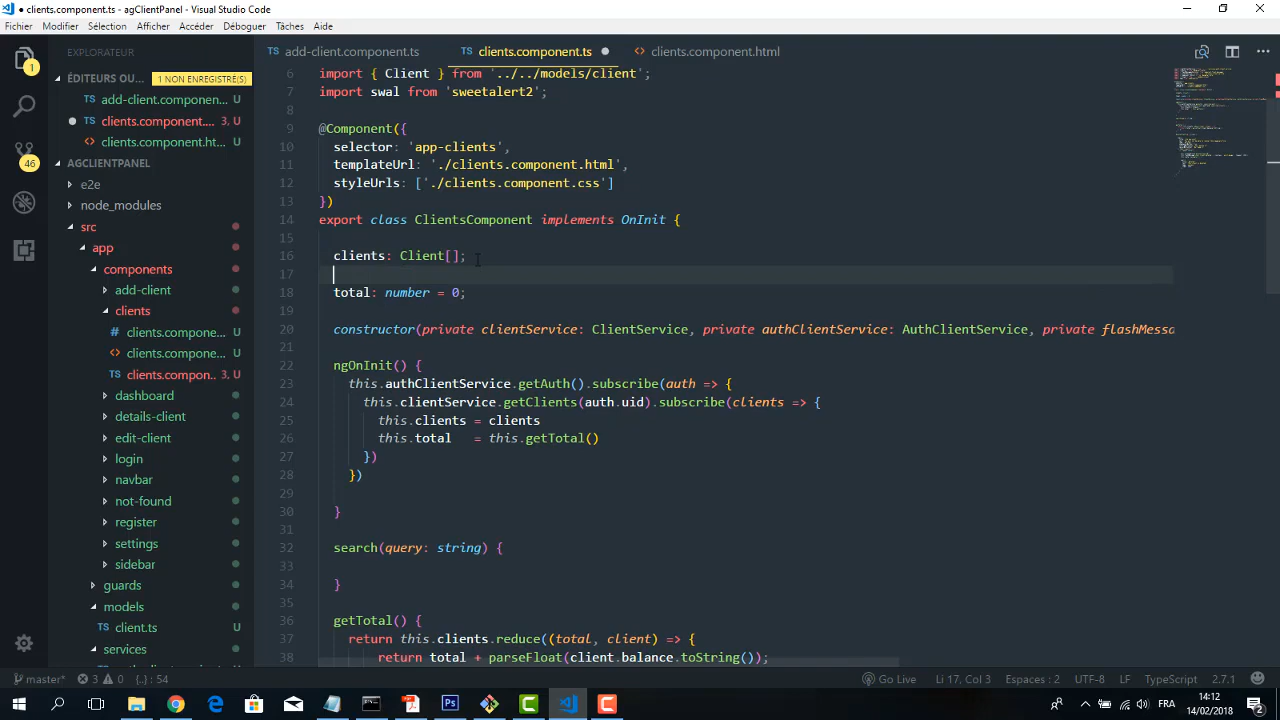 clients.component.ts - agClientPanel - Visual Studio Code
Fichier Modifier Sélection Afficher Accéder Déboguer Tâches Aide
EXPLORATEUR
TS add-client.component.ts
TS clients.component.ts
<> clients.component.html
1
ÉDITEURS OU... 1 NON ENREGISTRÉ(S)
TS add-client.componen... U
TS clients.component.... 3, U
<> clients.component.ht... U
46
AGCLIENTPANEL
e2e
node_modules
src
app
components
add-client
clients
# clients.compone... U
<> clients.compone... U
TS clients.compon... 3, U
dashboard
details-client
edit-client
login
navbar
not-found
register
settings
sidebar
guards
models
TS client.ts U
services
6 import { Client } from '../../models/client';
7 import swal from 'sweetalert2';
8
9 @Component({
10 selector: 'app-clients',
11 templateUrl: './clients.component.html',
12 styleUrls: ['./clients.component.css']
13 })
14 export class ClientsComponent implements OnInit {
15
16 clients: Client[];
17
18 total: number = 0;
19
20 constructor(private clientService: ClientService, private authClientService: AuthClientService, private flashMessa
21
22 ngOnInit() {
23 this.authClientService.getAuth().subscribe(auth => {
24 this.clientService.getClients(auth.uid).subscribe(clients => {
25 this.clients = clients
26 this.total = this.getTotal()
27 })
28 })
29
30 }
31
32 search(query: string) {
33
34 }
35
36 getTotal() {
37 return this.clients.reduce((total, client) => {
38 return total + parseFloat(client.balance.toString());
master* 3 0 : 54
Go Live Li 17, Col 3 Espaces : 2 UTF-8 LF TypeScript 2.7.1
FRA
14:12
14/02/2018
2